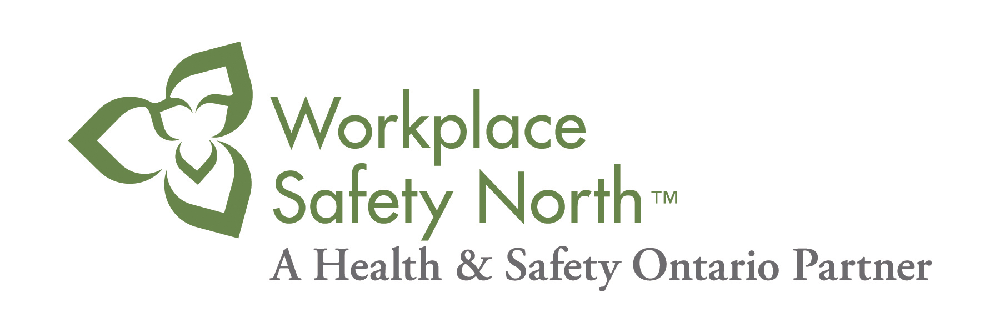 Workplace
Safety North™
A Health & Safety Ontario Partner